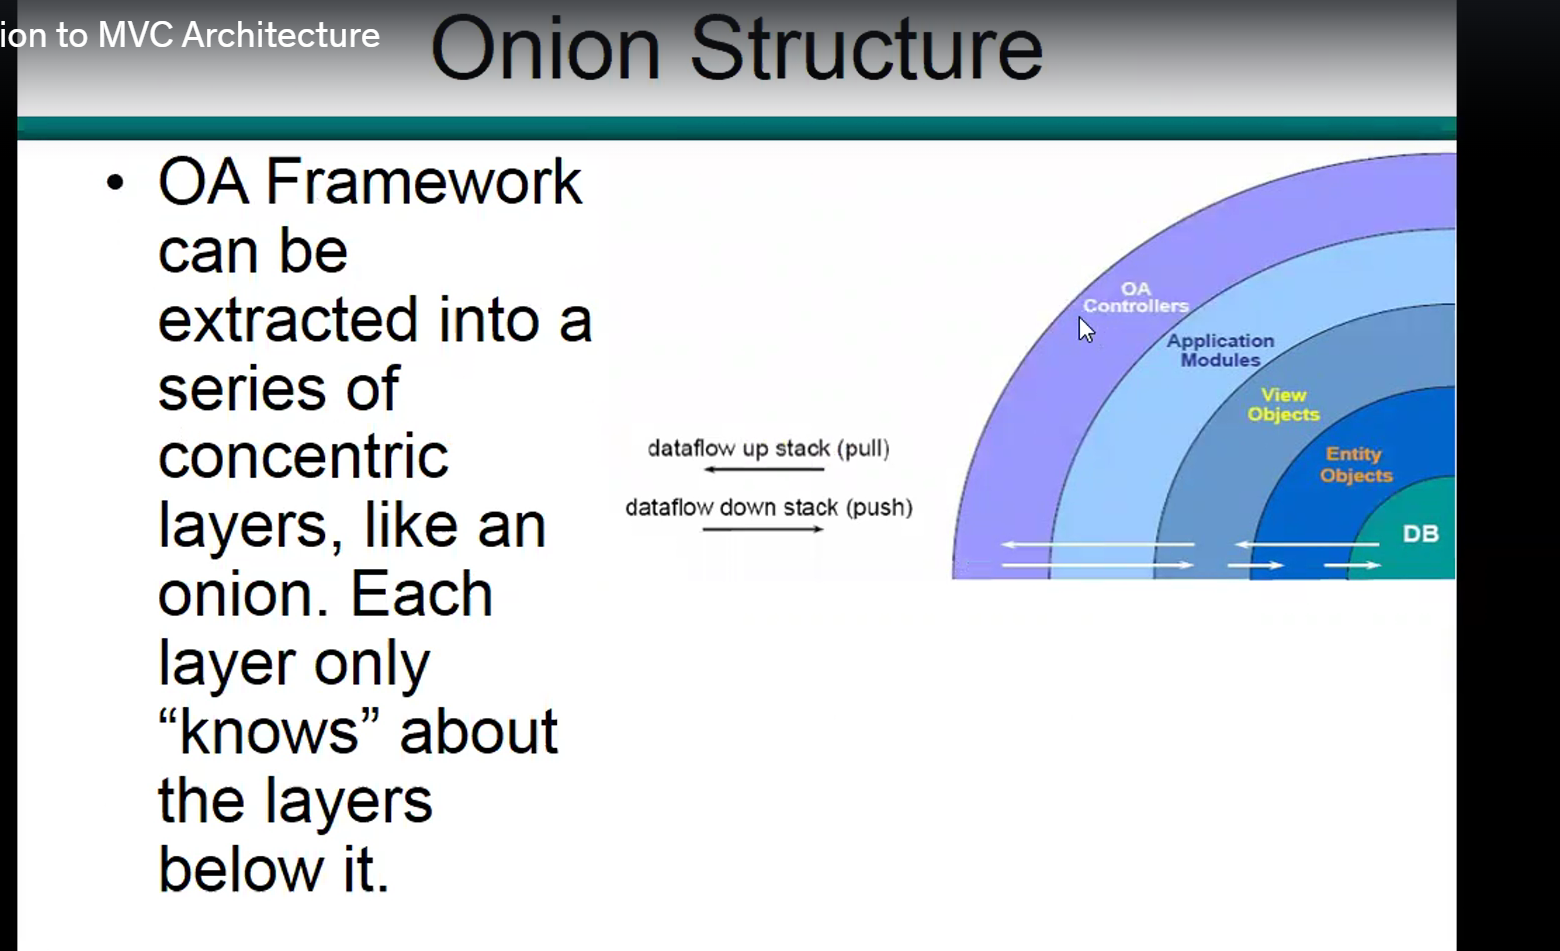 ion to MVC Architecture
Onion Structure
• OA Framework
can be
extracted into a
series of
concentric
layers, like an
onion. Each
layer only
“knows” about
the layers
below it.
dataflow up stack (pull)
dataflow down stack (push)
OA
Controllers
Application
Modules
View
Objects
Entity
Objects
DB